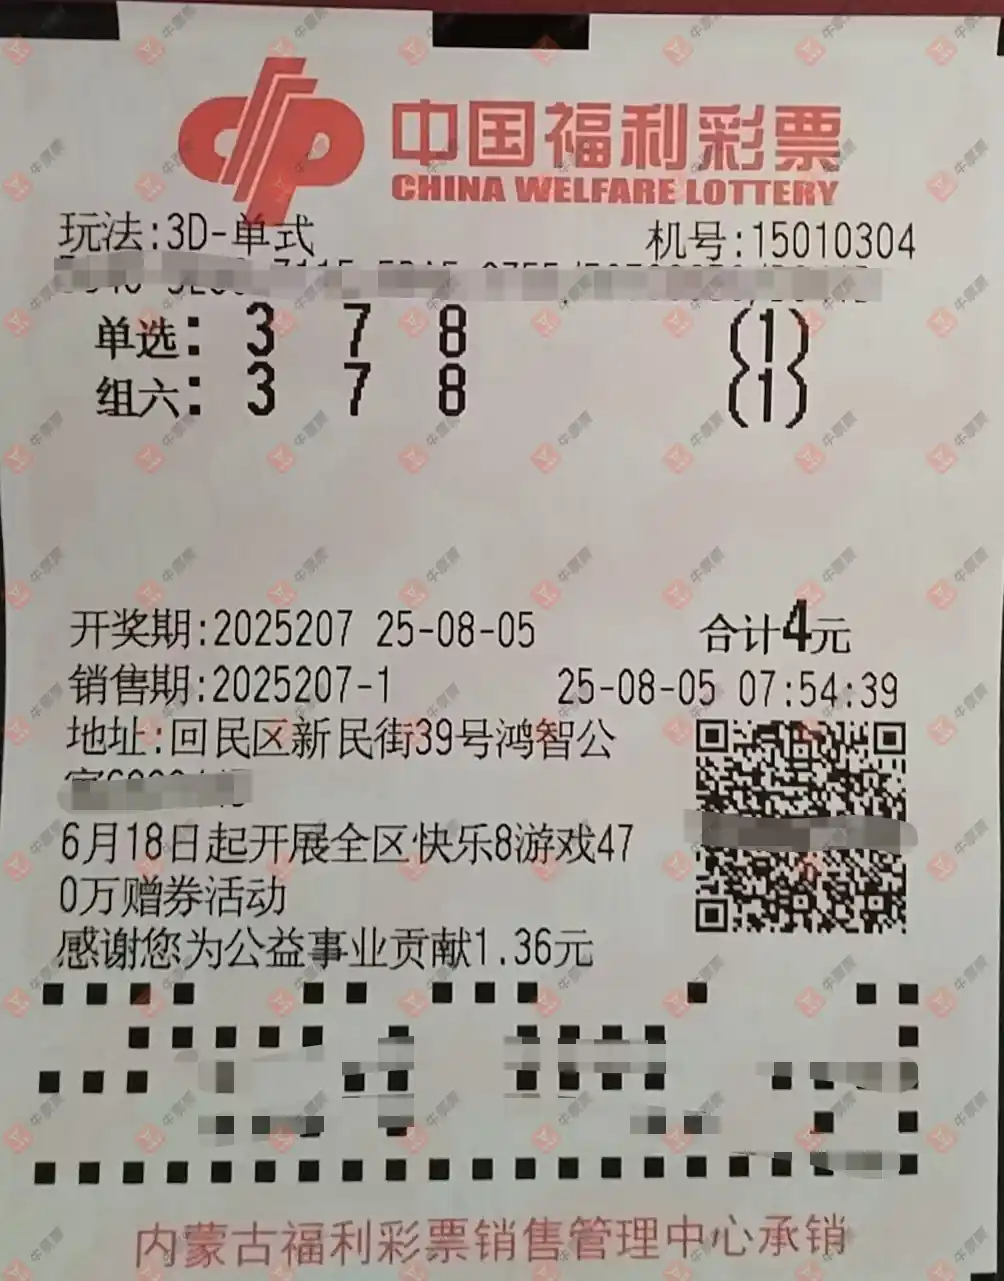 中国福利彩票
CHINA WELFARE LOTTERY
玩法:3D-单式 机号:15010304
单选: 3 7 8 (1)
组六: 3 7 8 (1)
开奖期:2025207 25-08-05 合计4元
销售期:2025207-1 25-08-05 07:54:39
地址:回民区新民街39号鸿智公
6月18日起开展全区快乐8游戏47
0万赠券活动
感谢您为公益事业贡献1.36元
内蒙古福利彩票销售管理中心承销
牛票票